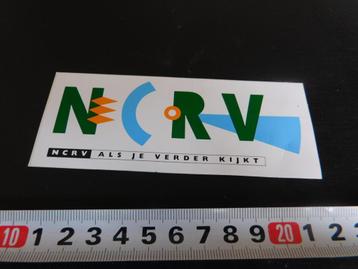 NCRV
NCRV ALS JE VERDER KIJKT
10 1 2 3 4 5 6 7 8 9 20 1 2